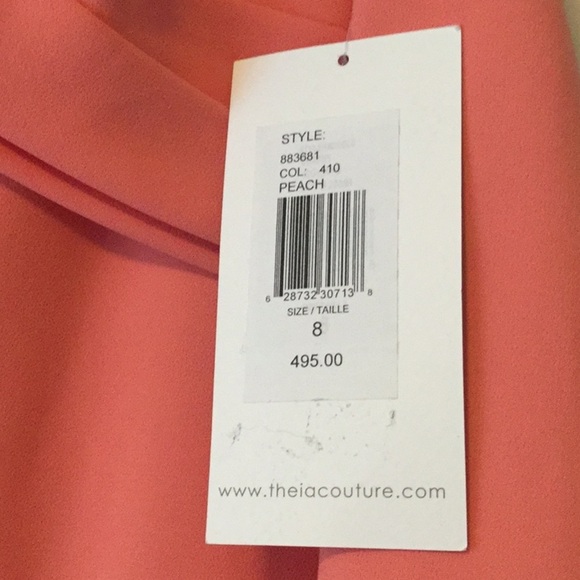 STYLE:
883681
COL: 410
PEACH
6 28732 30713 8
SIZE / TAILLE
8
495.00
www.theiacouture.com